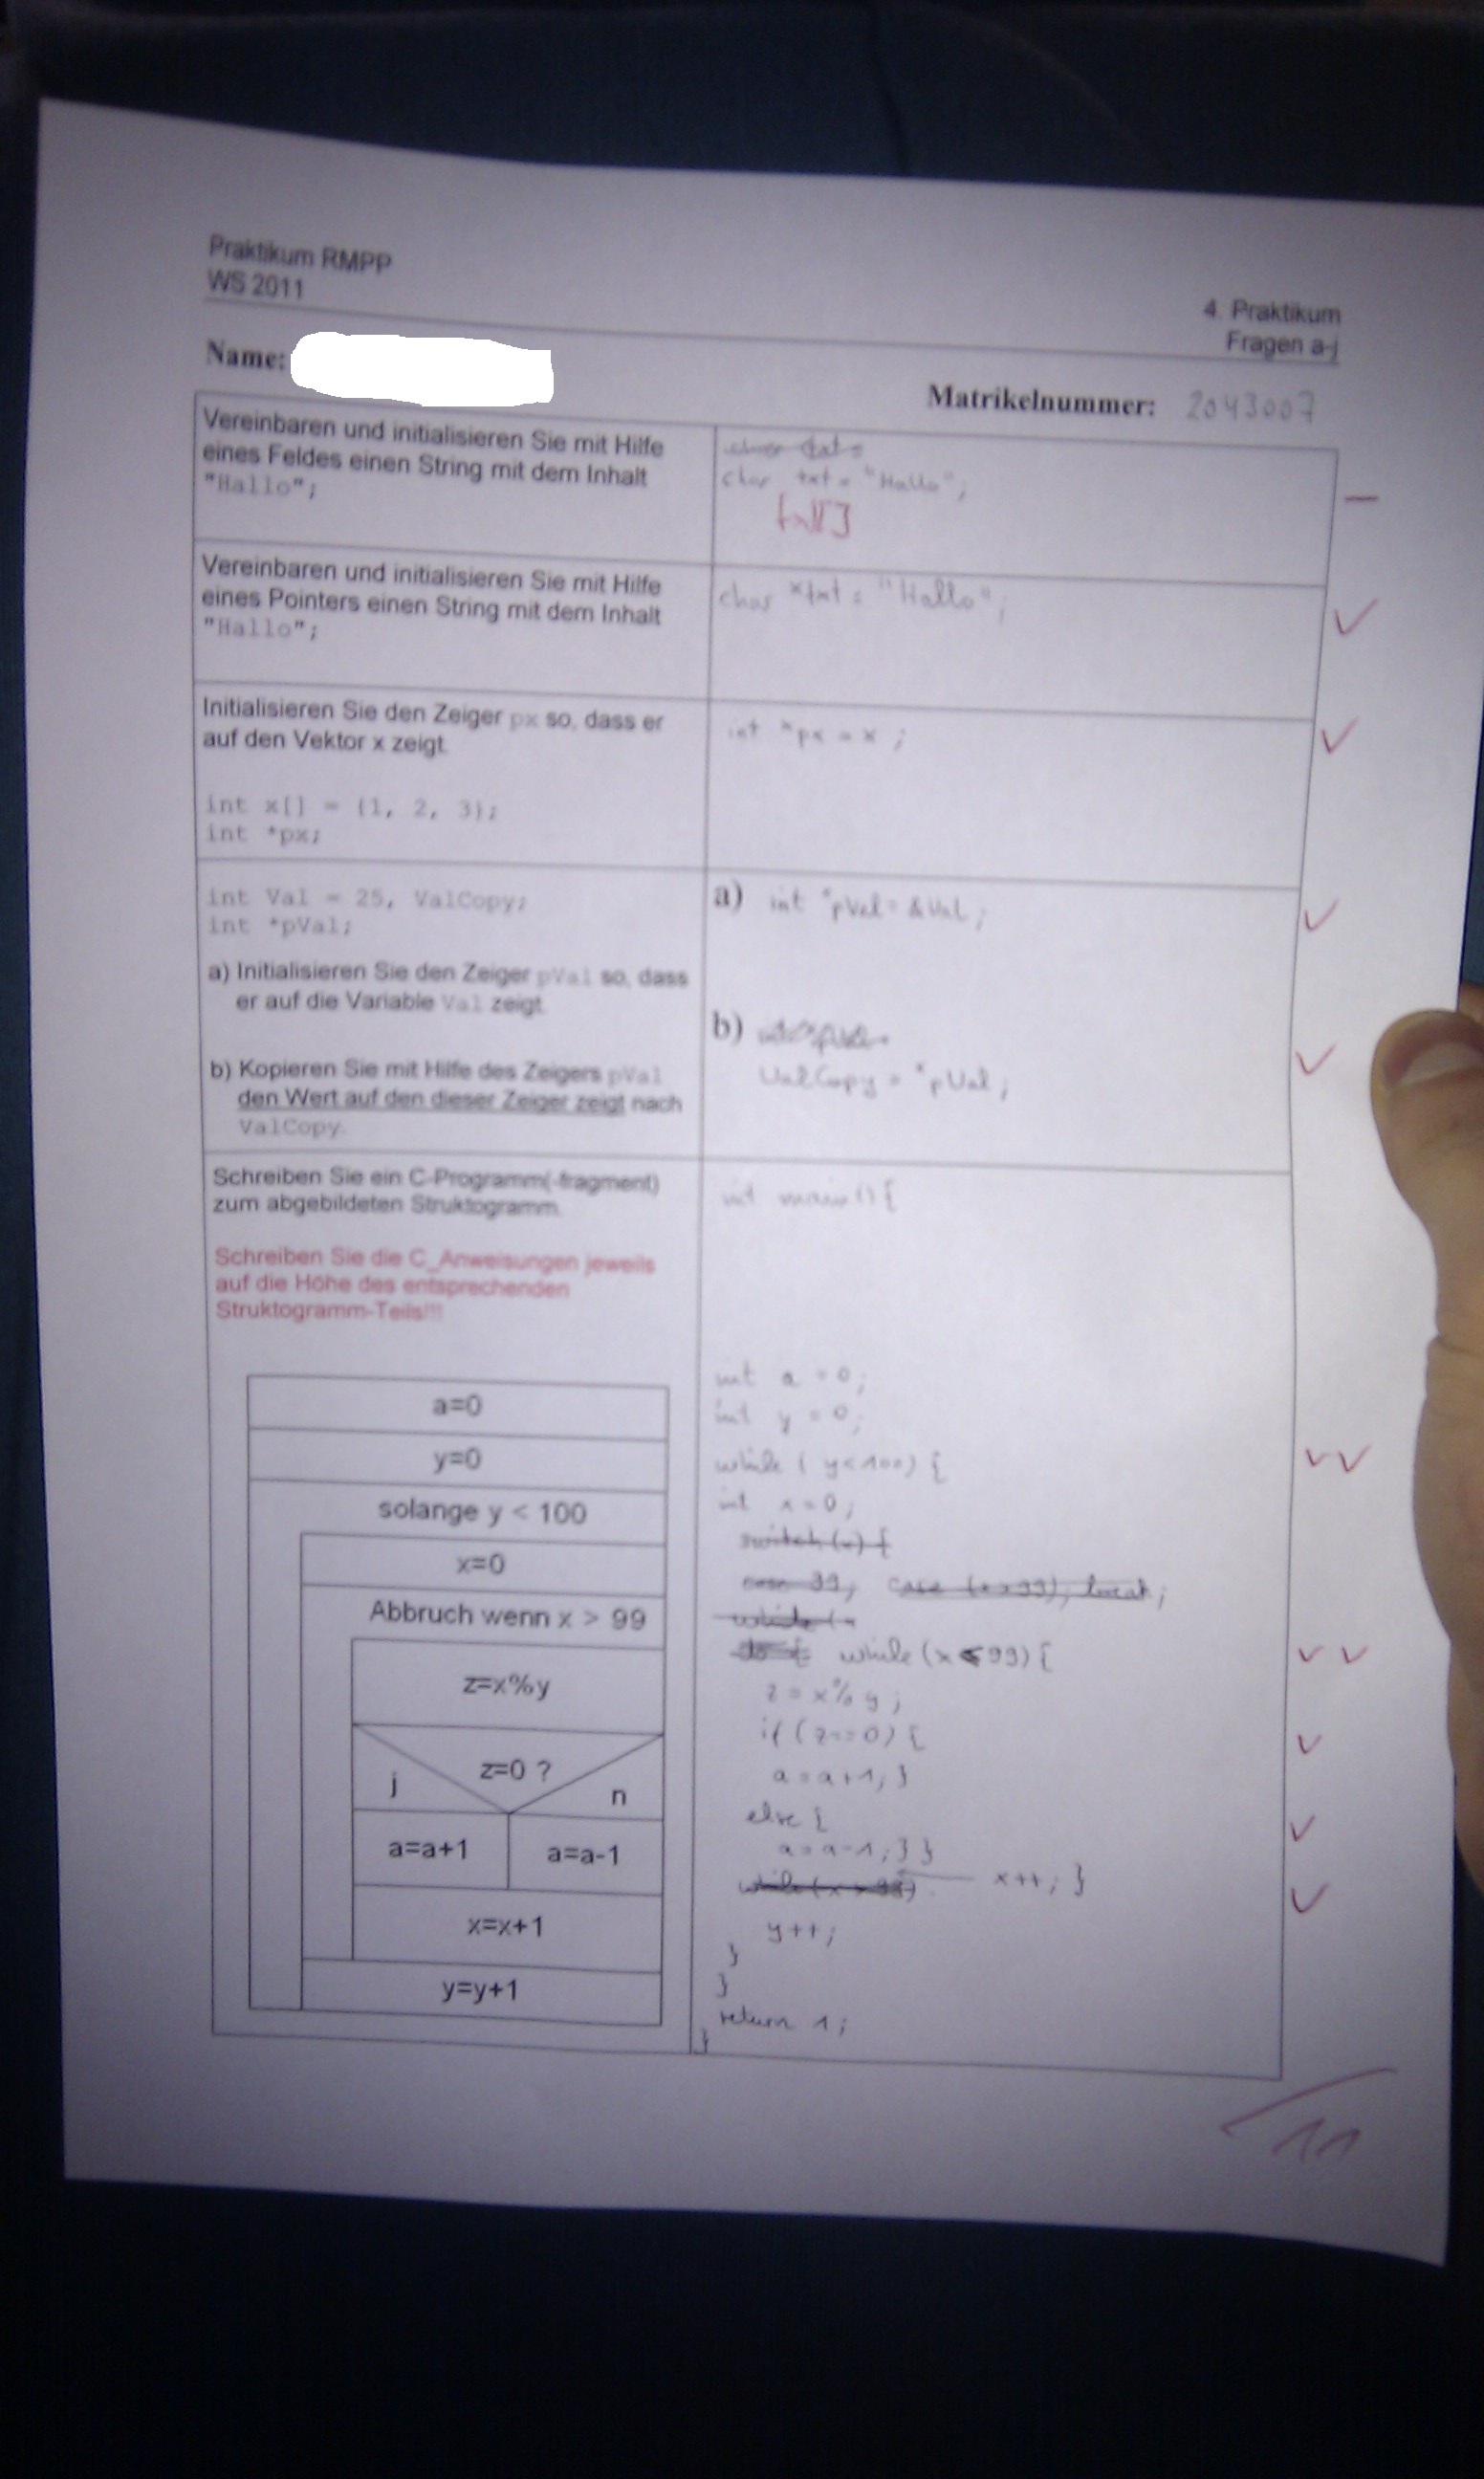 Praktikum RMPP
WS 2011
4. Praktikum
Fragen a-j
Name:
Matrikelnummer: 2043007
Vereinbaren und initialisieren Sie mit Hilfe
eines Feldes einen String mit dem Inhalt
"Hallo";
char txt =
char txt = "Hallo";
txt[]
Vereinbaren und initialisieren Sie mit Hilfe
eines Pointers einen String mit dem Inhalt
"Hallo";
char *txt = "Hallo";
Initialisieren Sie den Zeiger px so, dass er
auf den Vektor x zeigt.
int x[] = {1, 2, 3};
int *px;
int *px = x ;
int Val = 25, ValCopy;
int *pVal;
a) Initialisieren Sie den Zeiger pVal so, dass
er auf die Variable Val zeigt.
b) Kopieren Sie mit Hilfe des Zeigers pVal
den Wert auf den dieser Zeiger zeigt nach
ValCopy.
a) int *pVal = &Val ;
b)
ValCopy = *pVal ;
Schreiben Sie ein C-Programm(-fragment)
zum abgebildeten Struktogramm.
Schreiben Sie die C_Anweisungen jeweils
auf die Höhe des entsprechenden
Struktogramm-Teils!!!
a=0
y=0
solange y < 100
x=0
Abbruch wenn x > 99
z=x%y
z=0 ?
j
n
a=a+1
a=a-1
x=x+1
y=y+1
int main() {
int a = 0;
int y = 0;
while ( y<100) {
int x=0;
switch (x) {
case 99, case (x>99), break;
while (x
do { while (x≤99) {
z = x% y ;
if (z==0) {
a = a+1; }
else {
a = a-1; } }
while (x > 99) x++; }
y++;
}
}
return 1;
}
11